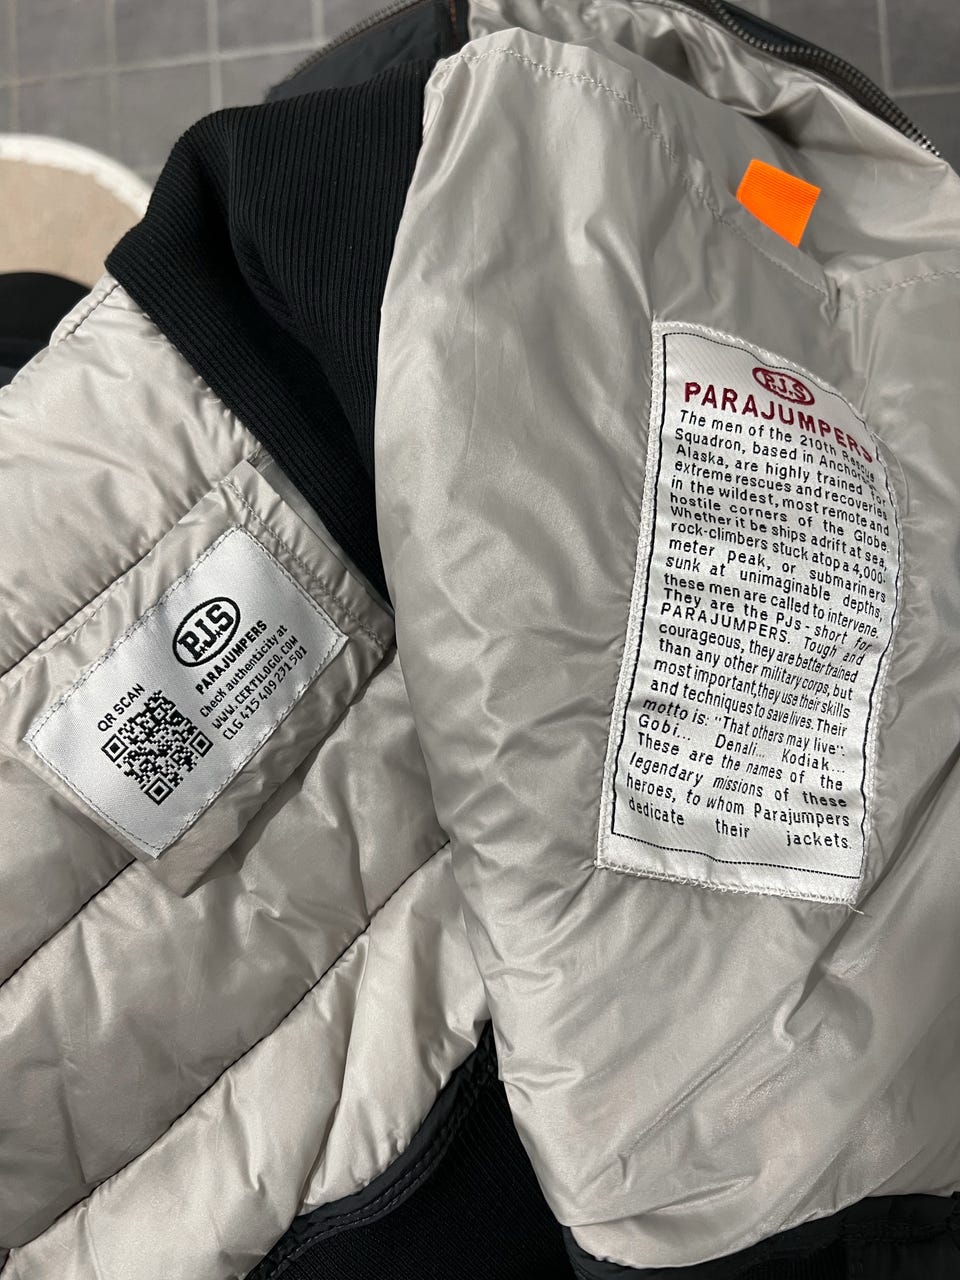 P.J.S
PARAJUMPERS
Check authenticity at
WWW.CERTILOGO.COM
CLG 415 409 291 501
QR SCAN
P.J.S
PARAJUMPERS
The men of the 210th Rescue
Squadron, based in Anchorage
Alaska, are highly trained for
extreme rescues and recoveries
in the wildest, most remote and
hostile corners of the Globe.
Whether it be ships adrift at sea,
rock-climbers stuck atop a 4,000-
meter peak, or submariners
sunk at unimaginable depths,
these men are called to intervene.
They are the PJs - short for
PARAJUMPERS. Tough and
courageous, they are better trained
than any other military corps, but
most important, they use their skills
and techniques to save lives. Their
motto is: "That others may live".
Gobi... Denali... Kodiak...
These are the names of the
legendary missions of these
heroes, to whom Parajumpers
dedicate their jackets.